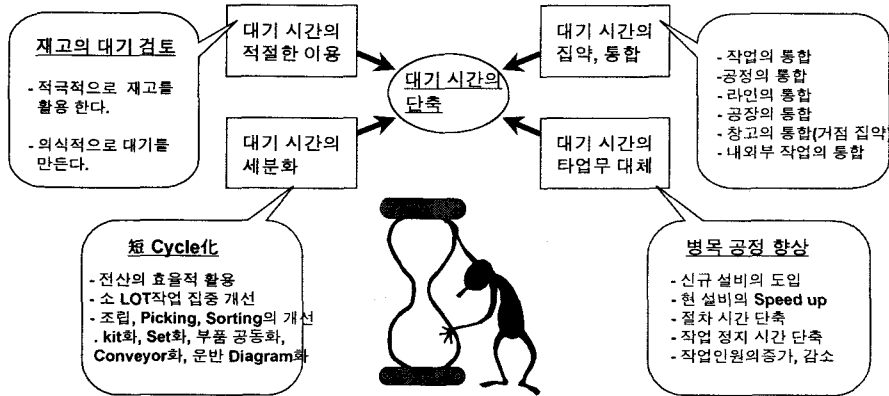 재고의 대기 검토
- 적극적으로 재고를
활용 한다.
- 의식적으로 대기를
만든다.
대기 시간의
적절한 이용
대기 시간의
집약, 통합
- 작업의 통합
-공정의 통합
- 라인의 통합
- 공장의 통합
- 창고의 통합(거점 집약)
- 내외부 작업의 통합
대기 시간의
단축
대기 시간의
세분화
대기 시간의
타업무 대체
短 Cycle化
- 전산의 효율적 활용
- 소 LOT작업 집중 개선
- 조립, Picking, Sorting의 개선
. kit화, Set화, 부품 공동화,
Conveyor화, 운반 Diagram화
병목 공정 향상
- 신규 설비의 도입
- 현 설비의 Speed up
- 절차 시간 단축
- 작업 정지 시간 단축
- 작업인원의증가, 감소